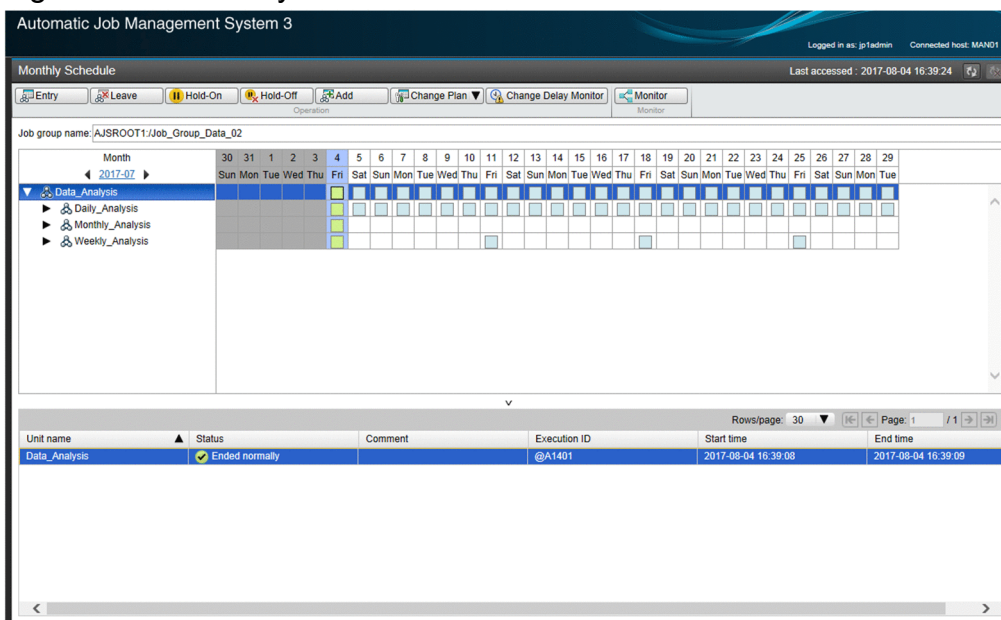 Automatic Job Management System 3
Logged in as: jp1admin Connected host: MAN01
Monthly Schedule Last accessed : 2017-08-04 16:39:24
Entry Leave Hold-On Hold-Off Add Change Plan ▼ Change Delay Monitor Monitor
Operation Monitor
Job group name: AJSROOT1:/Job_Group_Data_02
Month 30 31 1 2 3 4 5 6 7 8 9 10 11 12 13 14 15 16 17 18 19 20 21 22 23 24 25 26 27 28 29
2017-07 Sun Mon Tue Wed Thu Fri Sat Sun Mon Tue Wed Thu Fri Sat Sun Mon Tue Wed Thu Fri Sat Sun Mon Tue Wed Thu Fri Sat Sun Mon Tue
Data_Analysis
Daily_Analysis
Monthly_Analysis
Weekly_Analysis
Rows/page: 30 ▼ Page: 1 / 1
Unit name ▲ Status Comment Execution ID Start time End time
Data_Analysis Ended normally @A1401 2017-08-04 16:39:08 2017-08-04 16:39:09